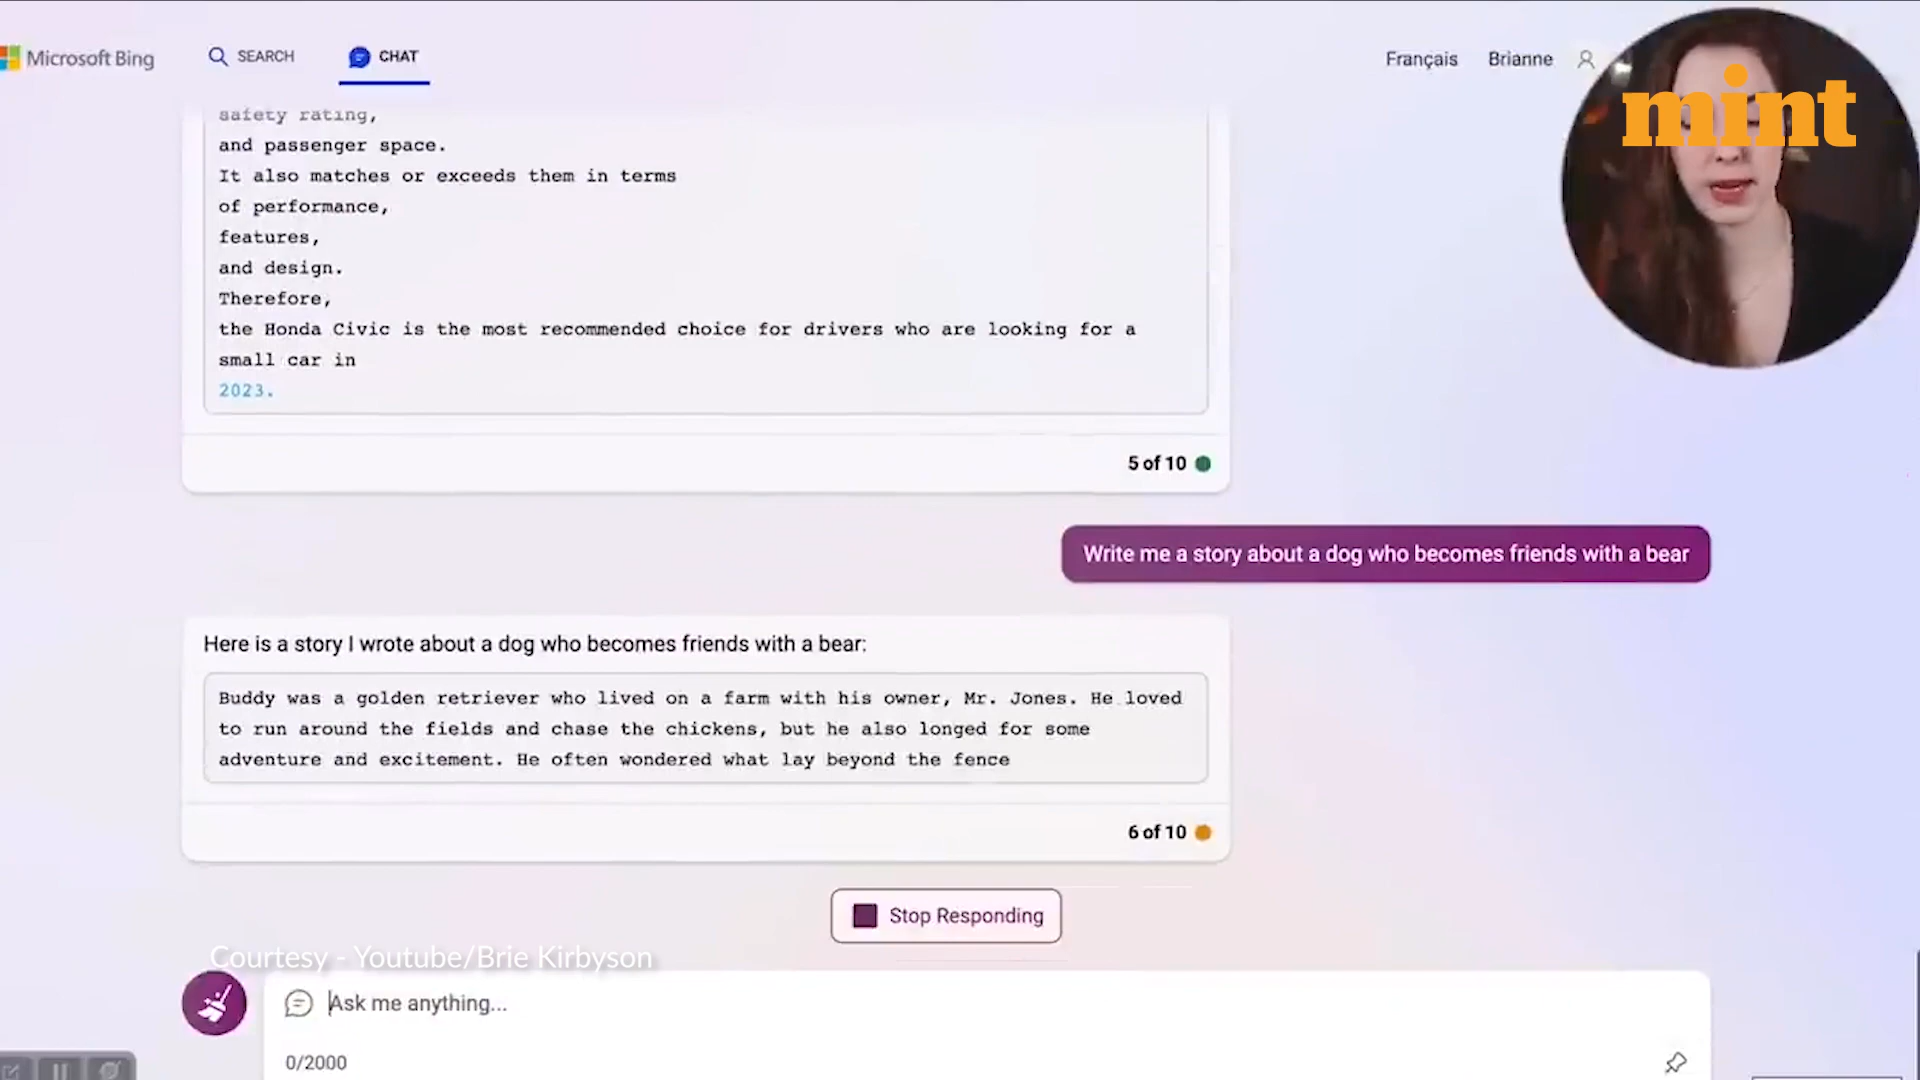 Microsoft Bing
SEARCH
CHAT
Français
Brianne
mint
safety rating,
and passenger space.
It also matches or exceeds them in terms
of performance,
features,
and design.
Therefore,
the Honda Civic is the most recommended choice for drivers who are looking for a
small car in
2023.
5 of 10
Write me a story about a dog who becomes friends with a bear
Here is a story I wrote about a dog who becomes friends with a bear:
Buddy was a golden retriever who lived on a farm with his owner, Mr. Jones. He loved
to run around the fields and chase the chickens, but he also longed for some
adventure and excitement. He often wondered what lay beyond the fence
6 of 10
Stop Responding
Courtesy - Youtube/Brie Kirbyson
Ask me anything...
0/2000